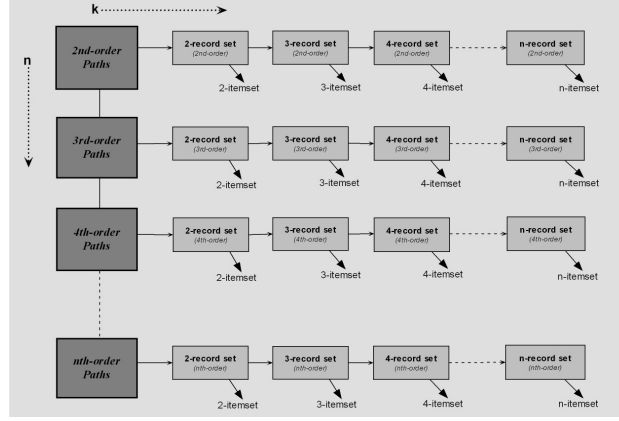 k
n
2nd-order
Paths
2-record set
(2nd-order)
3-record set
(2nd-order)
4-record set
(2nd-order)
n-record set
(2nd-order)
2-itemset
3-itemset
4-itemset
n-itemset
3rd-order
Paths
2-record set
(3rd-order)
3-record set
(3rd-order)
4-record set
(3rd-order)
n-record set
(3rd-order)
2-itemset
3-itemset
4-itemset
n-itemset
4th-order
Paths
2-record set
(4th-order)
3-record set
(4th-order)
4-record set
(4th-order)
n-record set
(4th-order)
2-itemset
3-itemset
4-itemset
n-itemset
nth-order
Paths
2-record set
(nth-order)
3-record set
(nth-order)
4-record set
(nth-order)
n-record set
(nth-order)
2-itemset
3-itemset
4-itemset
n-itemset